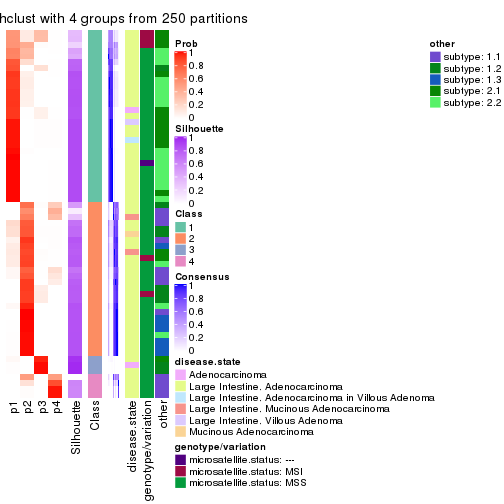 hclust with 4 groups from 250 partitions
Prob
1
0.8
0.6
0.4
0.2
0
Silhouette
1
0.8
0.6
0.4
0.2
0
Class
1
2
3
4
Consensus
1
0.8
0.6
0.4
0.2
0
disease.state
Adenocarcinoma
Large Intestine. Adenocarcinoma
Large Intestine. Adenocarcinoma in Villous Adenoma
Large Intestine. Mucinous Adenocarcinoma
Large Intestine. Villous Adenoma
Mucinous Adenocarcinoma
genotype/variation
microsatellite.status: ---
microsatellite.status: MSI
microsatellite.status: MSS
other
subtype: 1.1
subtype: 1.2
subtype: 1.3
subtype: 2.1
subtype: 2.2
p1
p2
p3
p4
Silhouette
Class
disease.state
genotype/variation
other